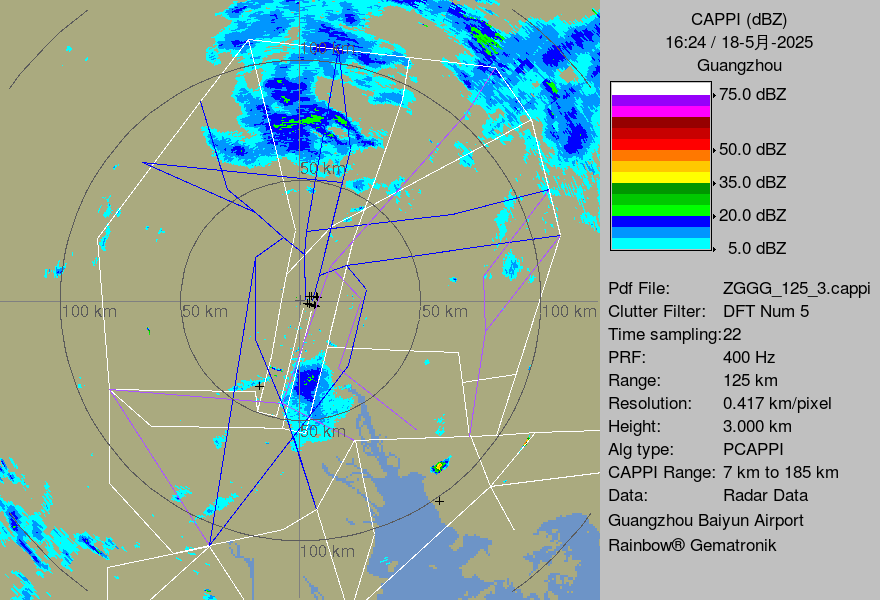 CAPPI (dBZ)
16:24 / 18-5月-2025
Guangzhou
75.0 dBZ
50.0 dBZ
35.0 dBZ
20.0 dBZ
5.0 dBZ
Pdf File: ZGGG_125_3.cappi
Clutter Filter: DFT Num 5
Time sampling:22
PRF: 400 Hz
Range: 125 km
Resolution: 0.417 km/pixel
Height: 3.000 km
Alg type: PCAPPI
CAPPI Range: 7 km to 185 km
Data: Radar Data
Guangzhou Baiyun Airport
Rainbow® Gematronik
100 km
50 km
100 km
50 km
50 km
100 km
50 km
100 km